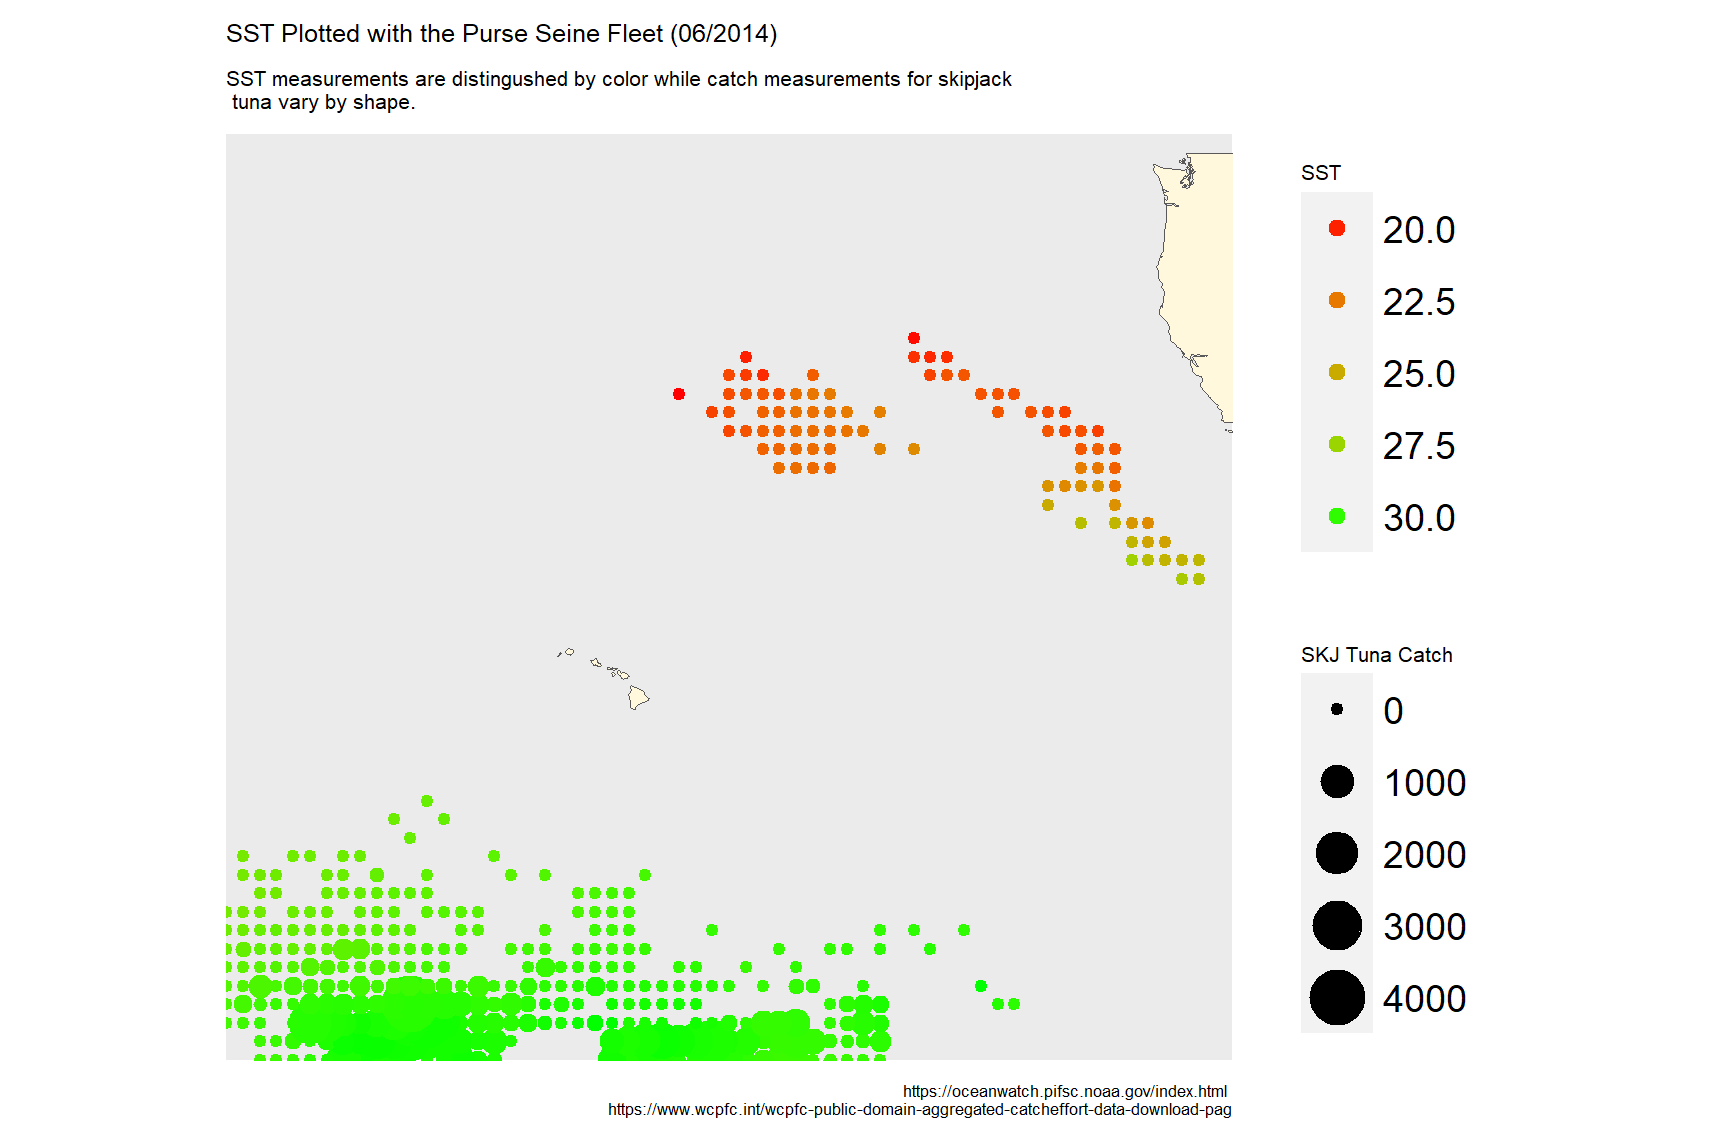 SST Plotted with the Purse Seine Fleet (06/2014)
SST measurements are distingushed by color while catch measurements for skipjack
tuna vary by shape.
SST
20.0
22.5
25.0
27.5
30.0
SKJ Tuna Catch
0
1000
2000
3000
4000
https://oceanwatch.pifsc.noaa.gov/index.html
https://www.wcpfc.int/wcpfc-public-domain-aggregated-catcheffort-data-download-pag